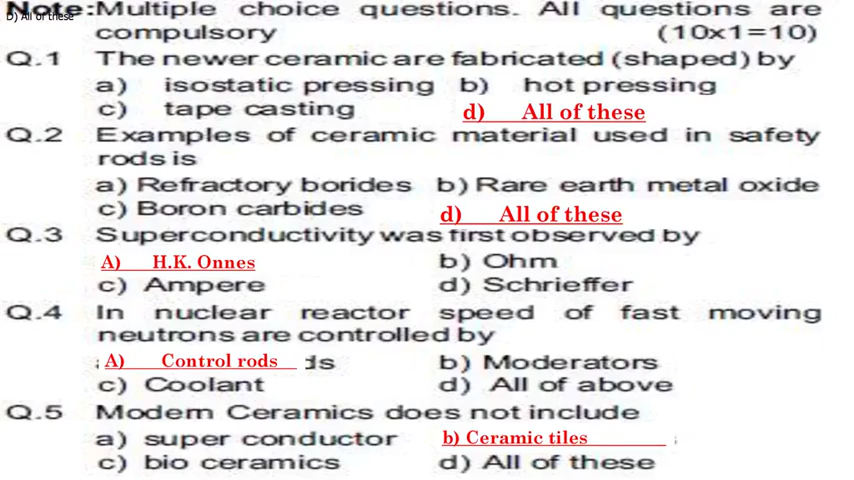 Note:Multiple choice questions. All questions are
D) All of these
compulsory (10x1=10)
Q.1 The newer ceramic are fabricated (shaped) by
a) isostatic pressing b) hot pressing
c) tape casting d) All of these
Q.2 Examples of ceramic material used in safety
rods is
a) Refractory borides b) Rare earth metal oxide
c) Boron carbides d) All of these
Q.3 Superconductivity was first observed by
A) H.K. Onnes b) Ohm
c) Ampere d) Schrieffer
Q.4 In nuclear reactor speed of fast moving
neutrons are controlled by
A) Control rods ds b) Moderators
c) Coolant d) All of above
Q.5 Modern Ceramics does not include
a) super conductor b) Ceramic tiles
c) bio ceramics d) All of these